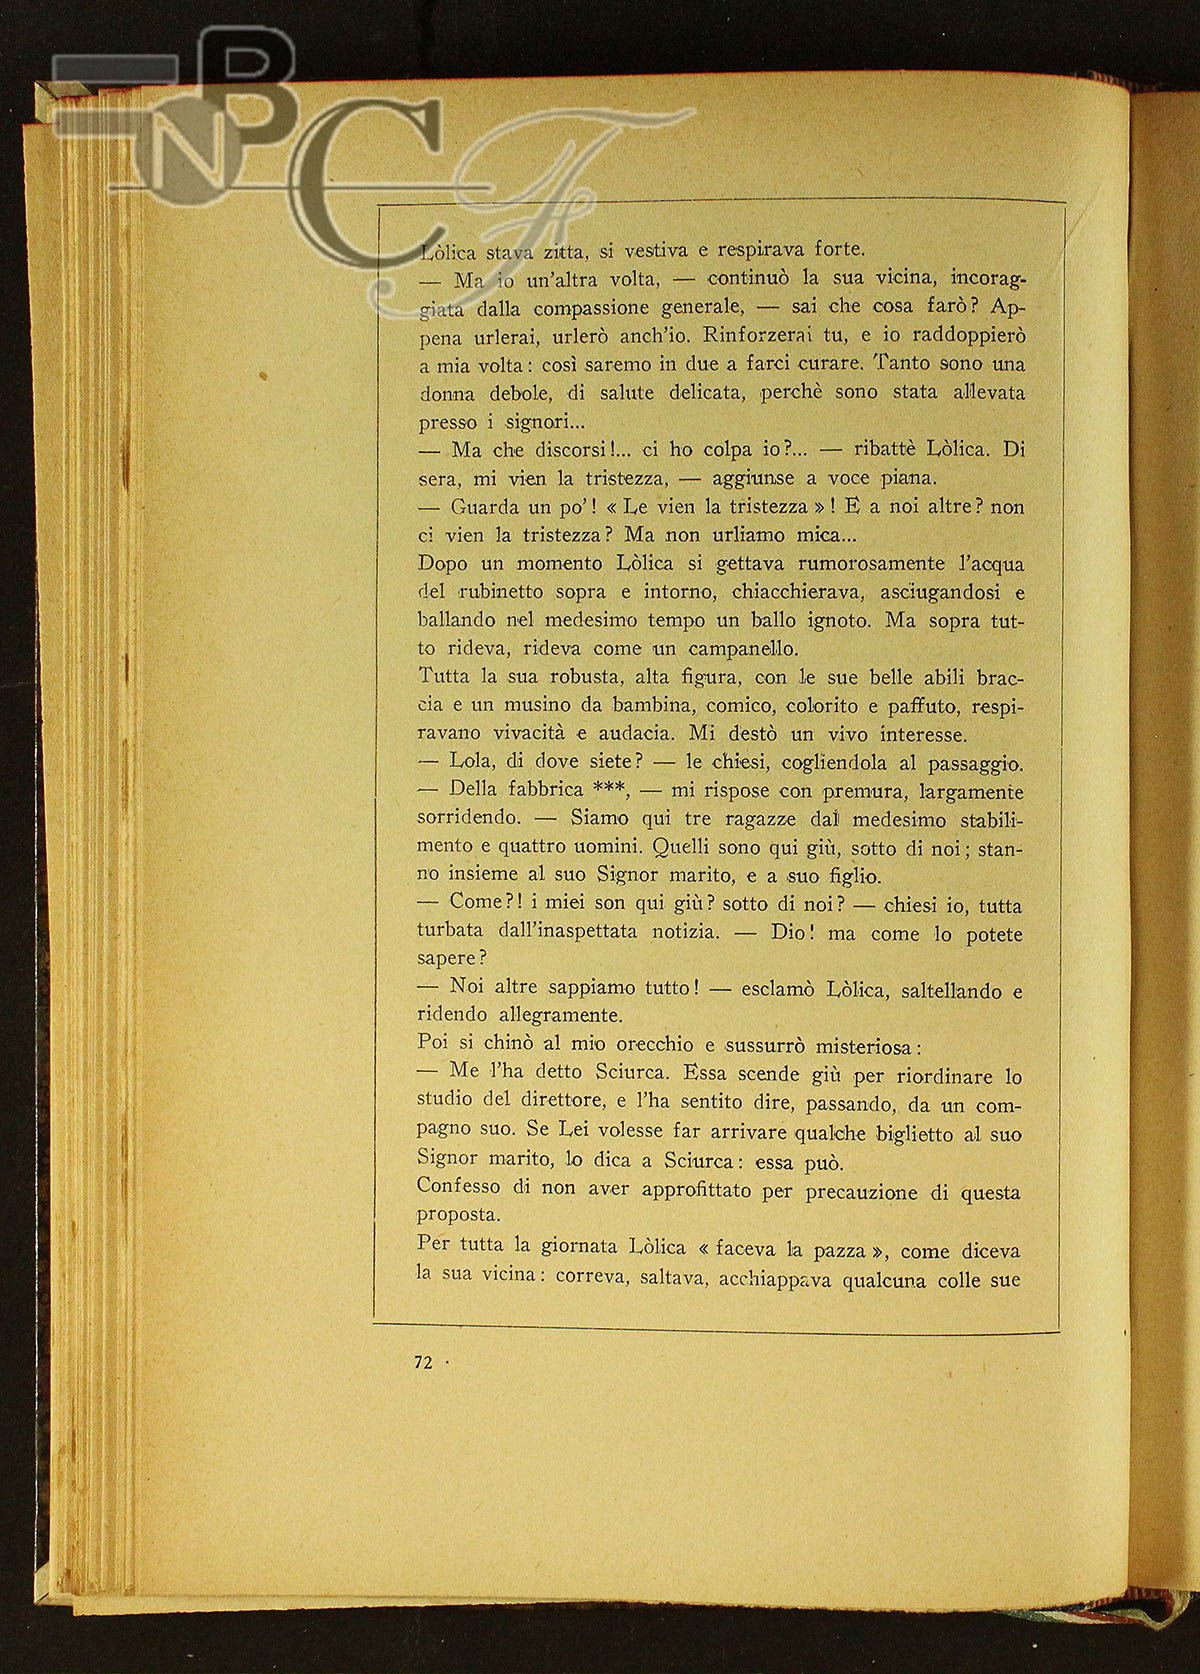 NBCF
Lòlica stava zitta, si vestiva e respirava forte.
— Ma io un'altra volta, — continuò la sua vicina, incorag-
giata dalla compassione generale, — sai che cosa farò? Ap-
pena urlerai, urlerò anch'io. Rinforzerai tu, e io raddoppierò
a mia volta: così saremo in due a farci curare. Tanto sono una
donna debole, di salute delicata, perchè sono stata allevata
presso i signori...
— Ma che discorsi!... ci ho colpa io?... — ribattè Lòlica. Di
sera, mi vien la tristezza, — aggiunse a voce piana.
— Guarda un po'! « Le vien la tristezza »! E a noi altre? non
ci vien la tristezza? Ma non urliamo mica...
Dopo un momento Lòlica si gettava rumorosamente l'acqua
del rubinetto sopra e intorno, chiacchierava, asciugandosi e
ballando nel medesimo tempo un ballo ignoto. Ma sopra tut-
to rideva, rideva come un campanello.
Tutta la sua robusta, alta figura, con le sue belle abili brac-
cia e un musino da bambina, comico, colorito e paffuto, respi-
ravano vivacità e audacia. Mi destò un vivo interesse.
— Lola, di dove siete? — le chiesi, cogliendola al passaggio.
— Della fabbrica ***, — mi rispose con premura, largamente
sorridendo. — Siamo qui tre ragazze dal medesimo stabili-
mento e quattro uomini. Quelli sono qui giù, sotto di noi; stan-
no insieme al suo Signor marito, e a suo figlio.
— Come?! i miei son qui giù? sotto di noi? — chiesi io, tutta
turbata dall'inaspettata notizia. — Dio! ma come lo potete
sapere?
— Noi altre sappiamo tutto! — esclamò Lòlica, saltellando e
ridendo allegramente.
Poi si chinò al mio orecchio e sussurrò misteriosa:
— Me l'ha detto Sciurca. Essa scende giù per riordinare lo
studio del direttore, e l'ha sentito dire, passando, da un com-
pagno suo. Se Lei volesse far arrivare qualche biglietto al suo
Signor marito, lo dica a Sciurca: essa può.
Confesso di non aver approfittato per precauzione di questa
proposta.
Per tutta la giornata Lòlica « faceva la pazza », come diceva
la sua vicina: correva, saltava, acchiappava qualcuna colle sue
72 ·